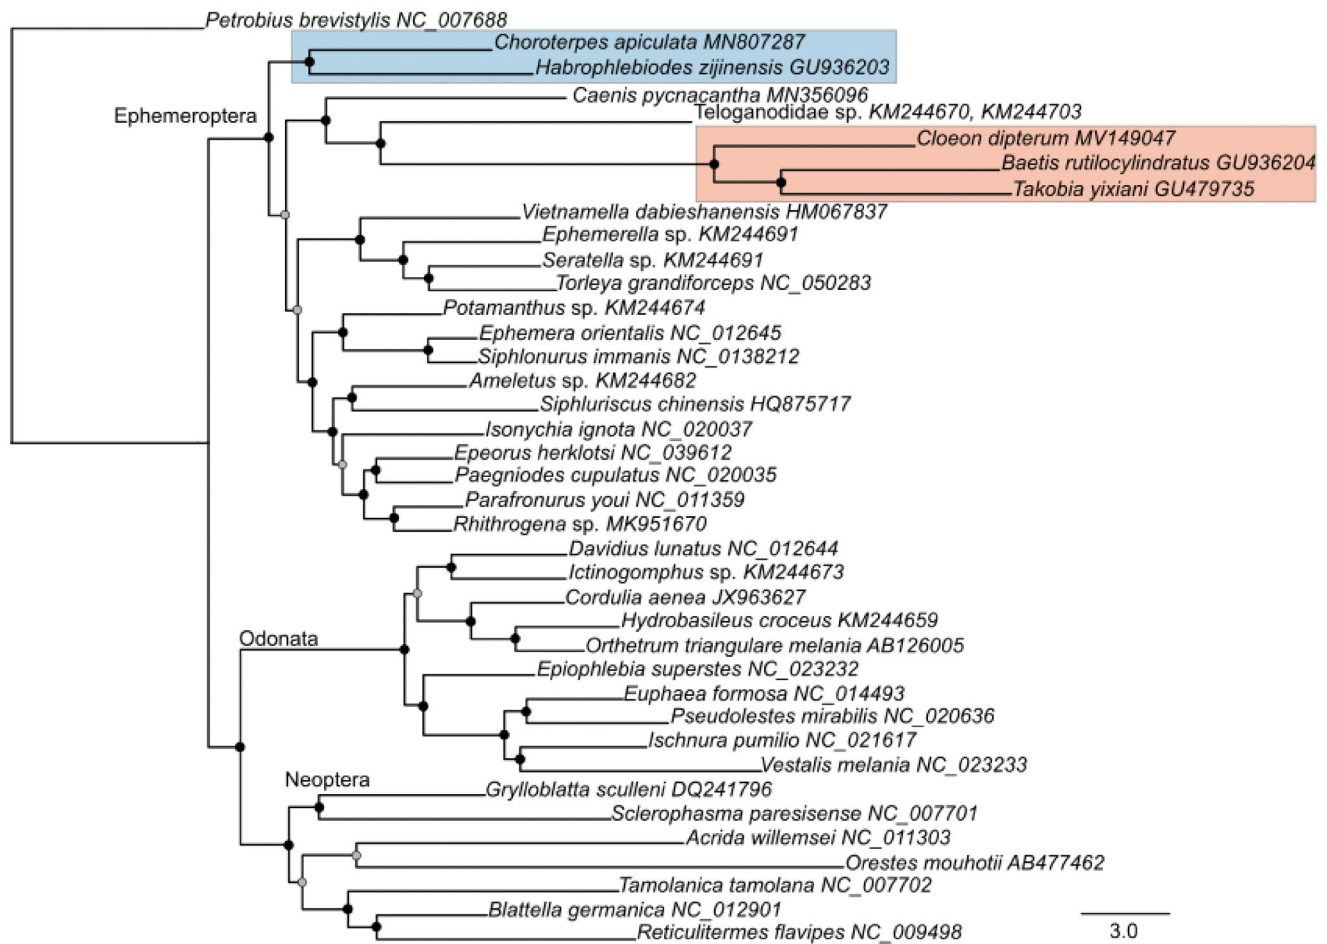 Petrobius brevistylis NC_007688
Choroterpes apiculata MN807287
Habrophlebiodes zijinensis GU936203
Caenis pycnacantha MN356096
Ephemeroptera
Teloganodidae sp. KM244670, KM244703
Cloeon dipterum MV149047
Baetis rutilocylindratus GU936204
Takobia yixiani GU479735
Vietnamella dabieshanensis HM067837
Ephemerella sp. KM244691
Seratella sp. KM244691
Torleya grandiforceps NC_050283
Potamanthus sp. KM244674
Ephemera orientalis NC_012645
Siphlonurus immanis NC_0138212
Ameletus sp. KM244682
Siphluriscus chinensis HQ875717
Isonychia ignota NC_020037
Epeorus herklotsi NC_039612
Paegniodes cupulatus NC_020035
Parafronurus youi NC_011359
Rhithrogena sp. MK951670
Davidius lunatus NC_012644
Ictinogomphus sp. KM244673
Cordulia aenea JX963627
Hydrobasileus croceus KM244659
Odonata
Orthetrum triangulare melania AB126005
Epiophlebia superstes NC_023232
Euphaea formosa NC_014493
Pseudolestes mirabilis NC_020636
Ischnura pumilio NC_021617
Vestalis melania NC_023233
Neoptera
Grylloblatta sculleni DQ241796
Sclerophasma paresisense NC_007701
Acrida willemsei NC_011303
Orestes mouhotii AB477462
Tamolanica tamolana NC_007702
Blattella germanica NC_012901
Reticulitermes flavipes NC_009498
3.0